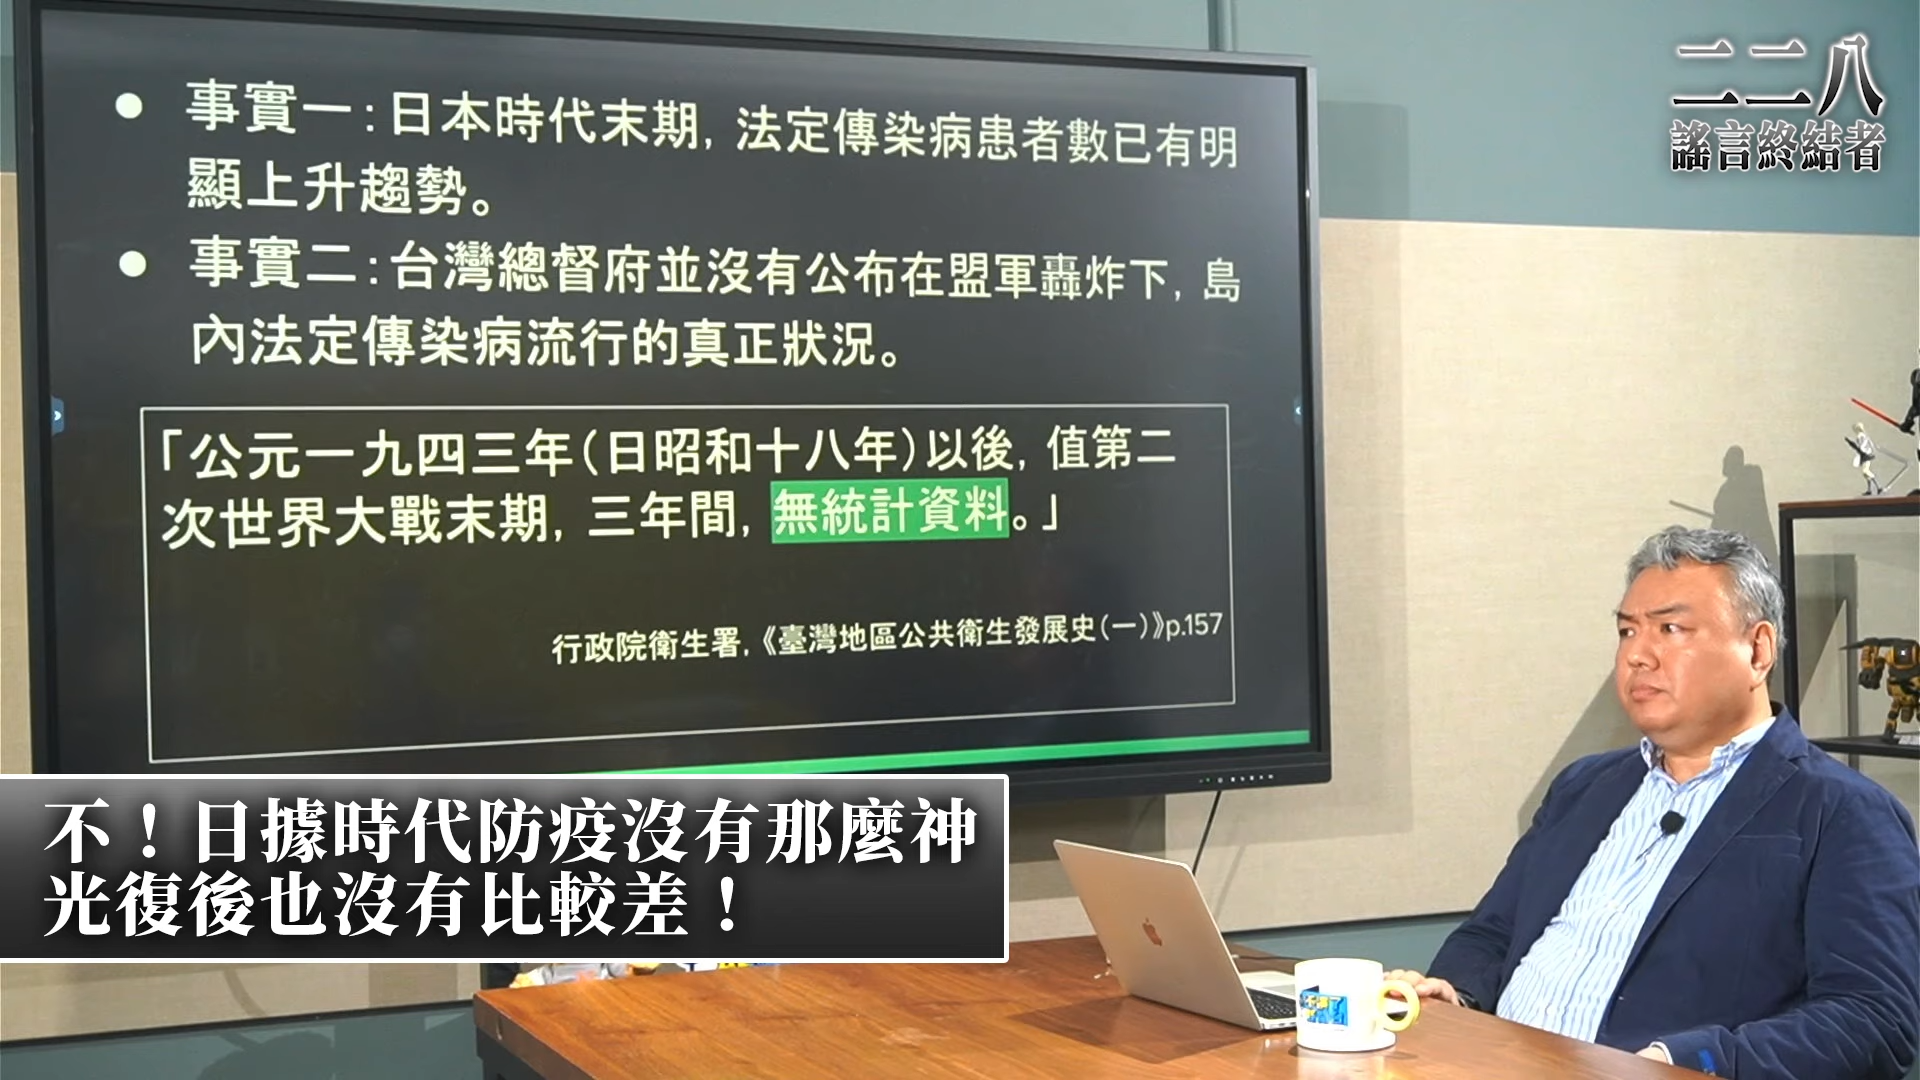 二二八
謠言終結者
● 事實一：日本時代末期，法定傳染病患者數已有明
顯上升趨勢。
● 事實二：台灣總督府並沒有公布在盟軍轟炸下，島
內法定傳染病流行的真正狀況。
「公元一九四三年（日昭和十八年）以後，值第二
次世界大戰末期，三年間，無統計資料。」
行政院衛生署，《臺灣地區公共衛生發展史（一）》p.157
不！日據時代防疫沒有那麼神
光復後也沒有比較差！